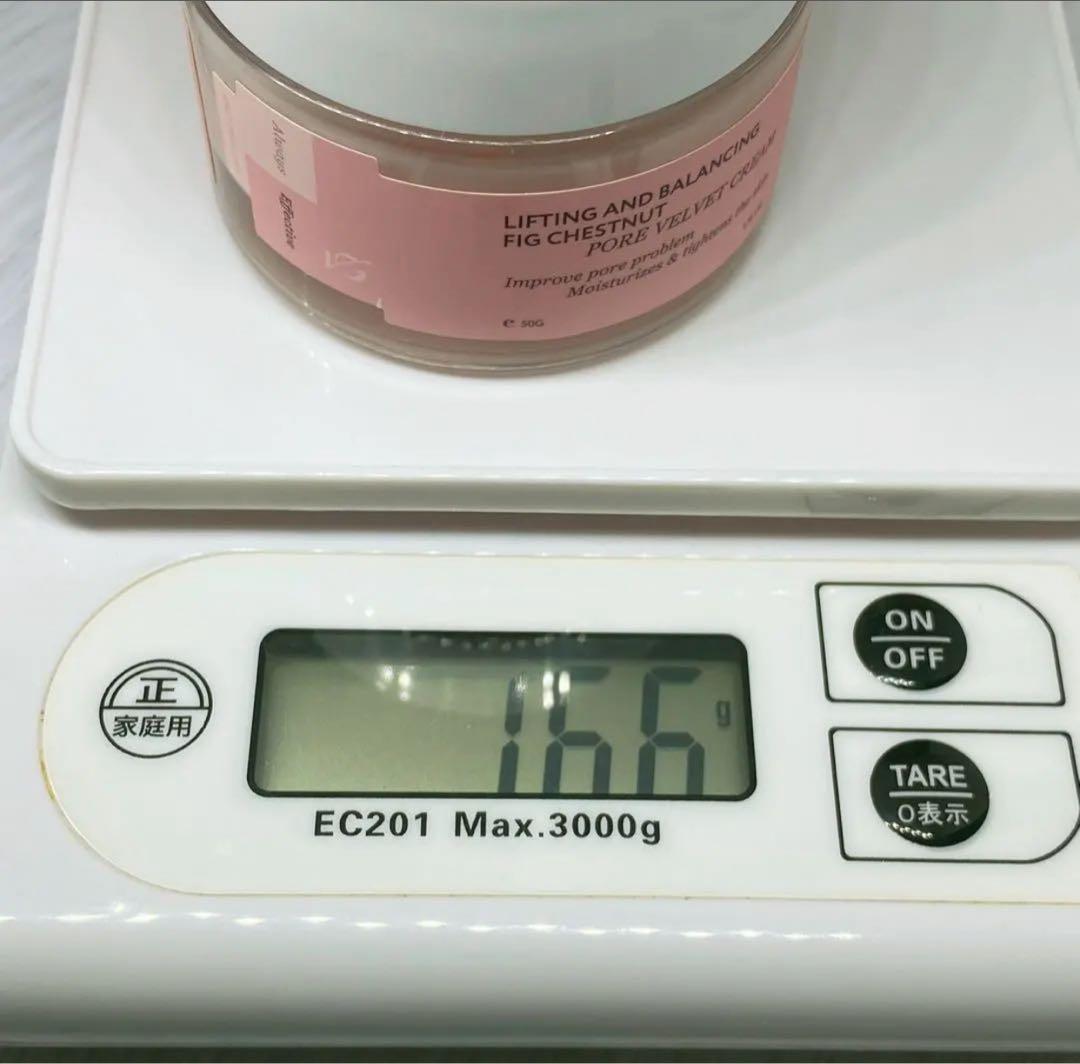 Always
Effective
LIFTING AND BALANCING
FIG CHESTNUT
PORE VELVET CREAM
Improve pore problem
Moisturizes & tightens the skin
e 50G
166 g
正
家庭用
EC201 Max.3000g
ON
OFF
TARE
0表示